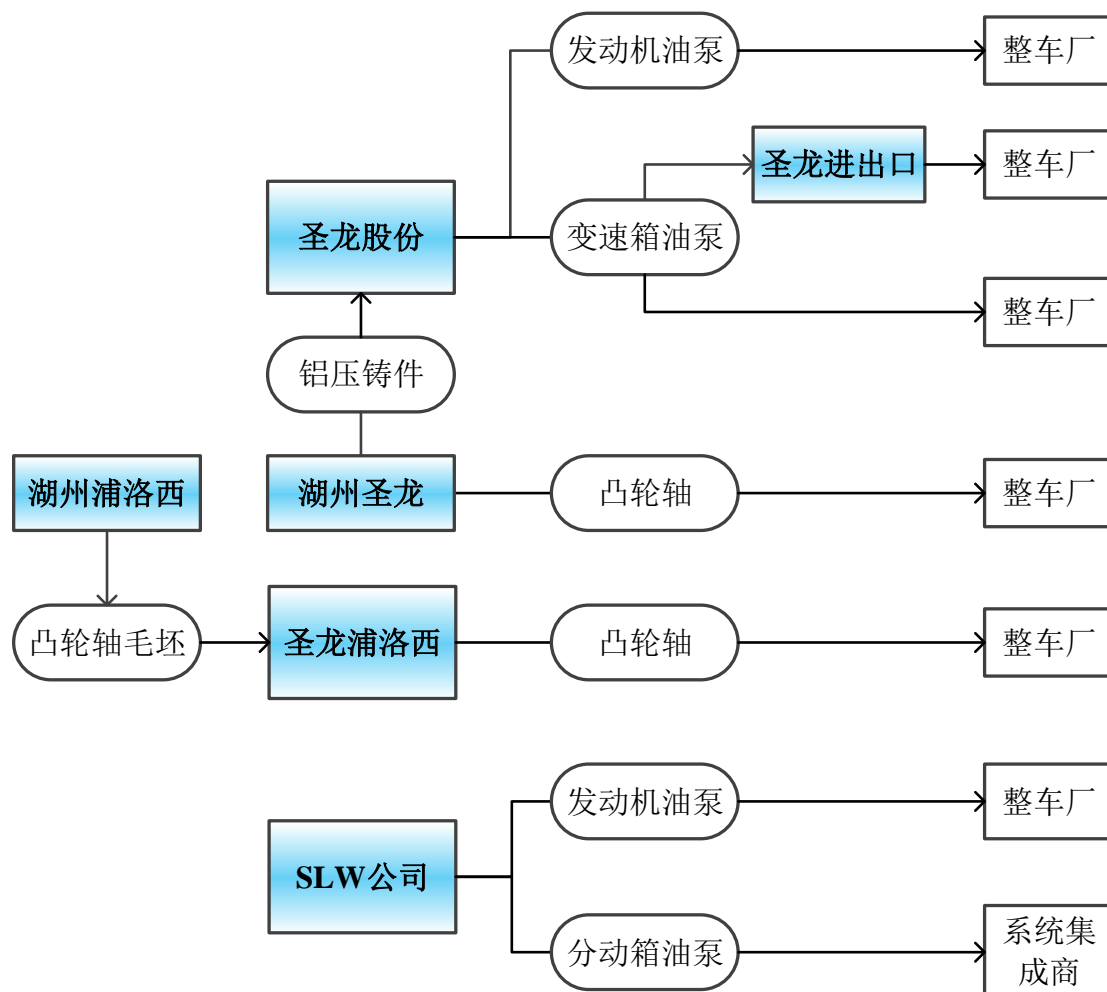 发动机油泵
整车厂
圣龙进出口
整车厂
圣龙股份
变速箱油泵
整车厂
铝压铸件
湖州浦洛西
湖州圣龙
凸轮轴
整车厂
凸轮轴毛坯
圣龙浦洛西
凸轮轴
整车厂
发动机油泵
整车厂
SLW公司
分动箱油泵
系统集
成商